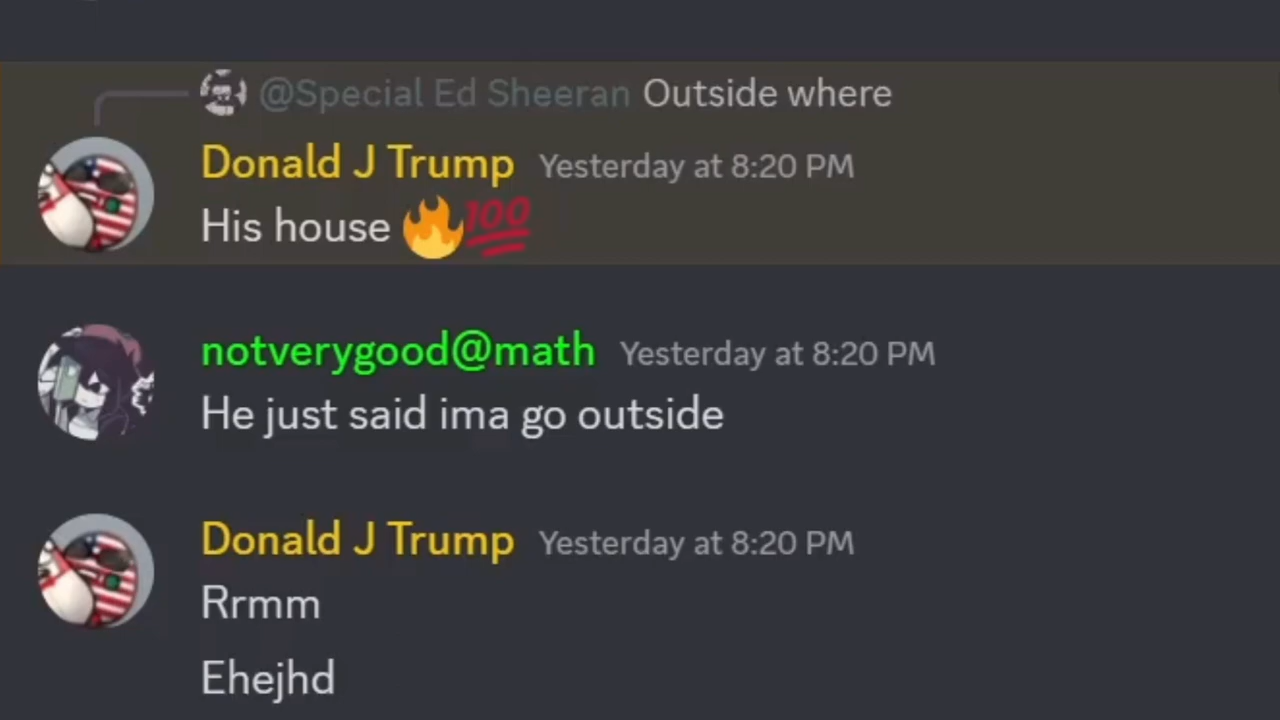 @Special Ed Sheeran Outside where
Donald J Trump Yesterday at 8:20 PM
His house 🔥💯
notverygood@math Yesterday at 8:20 PM
He just said ima go outside
Donald J Trump Yesterday at 8:20 PM
Rrmm
Ehejhd